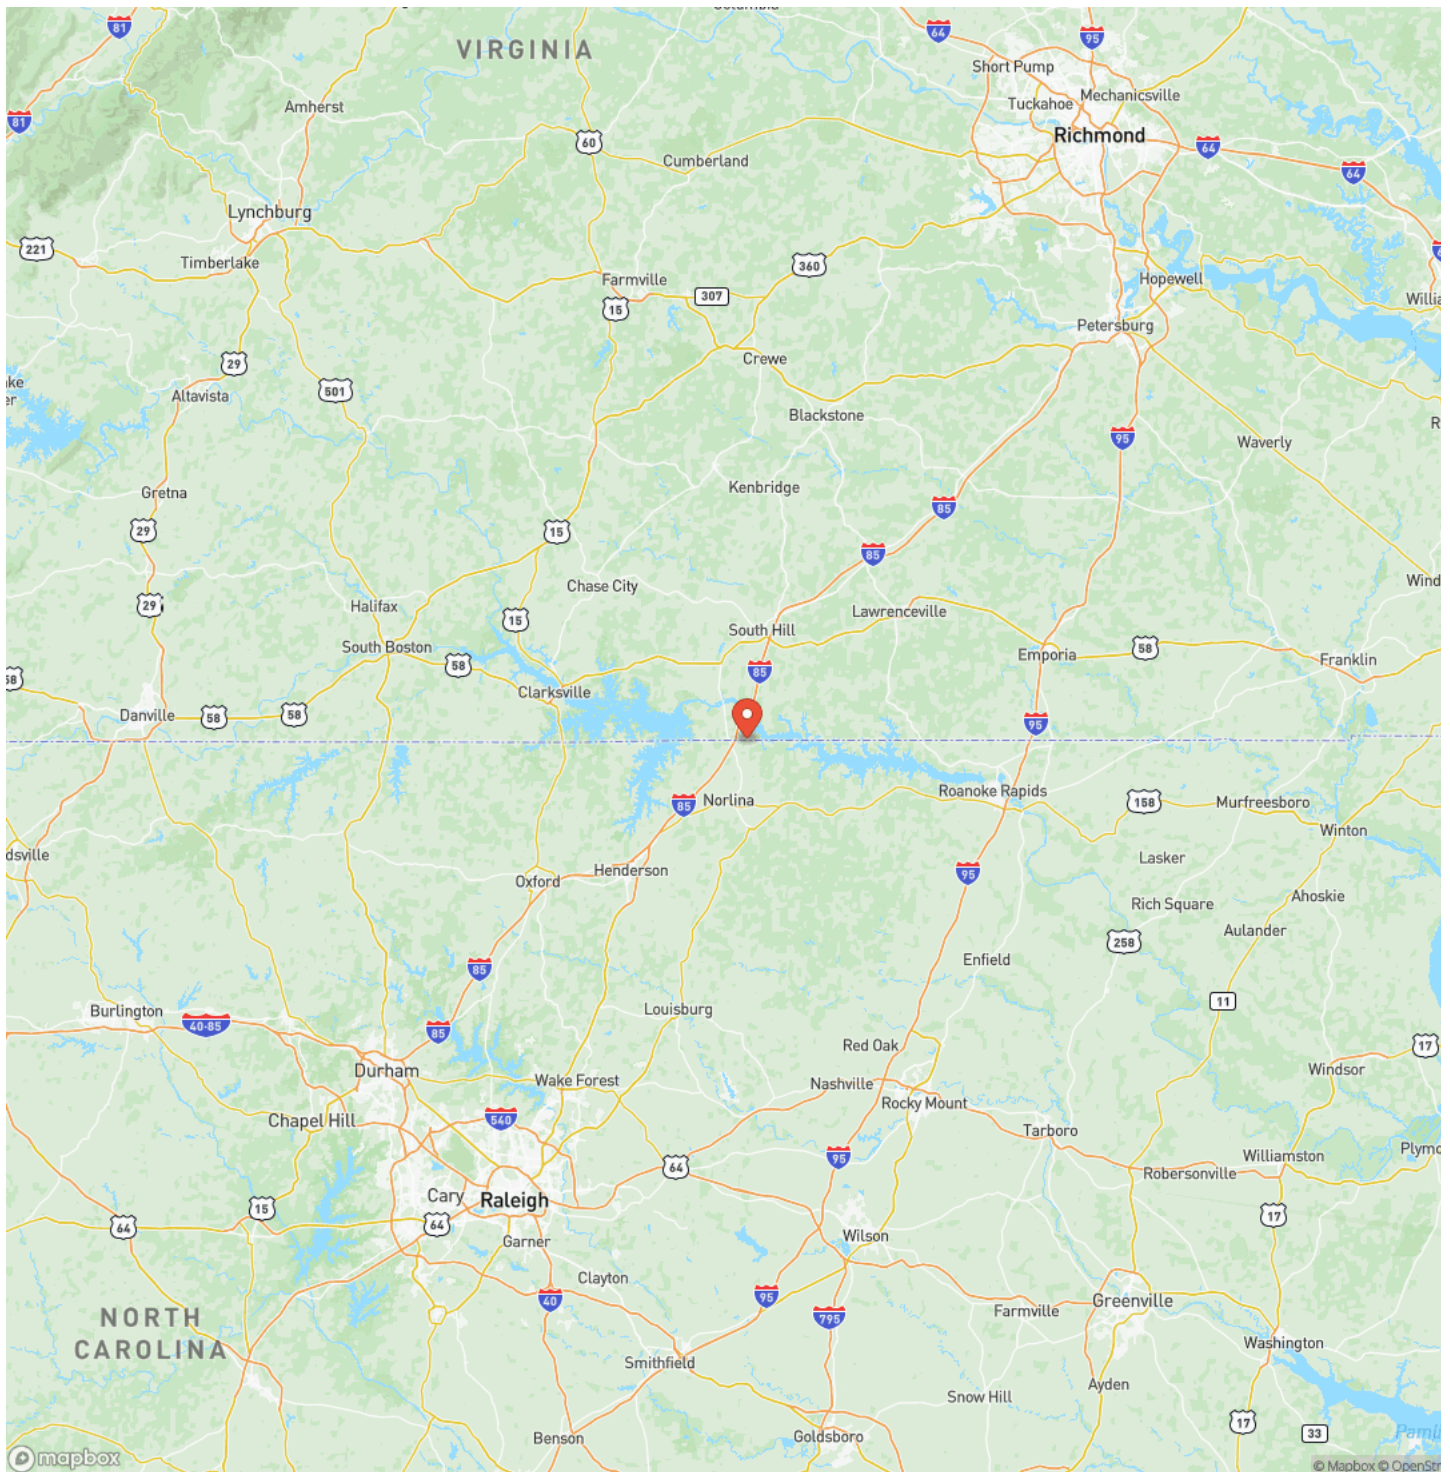 Columbia
81
VIRGINIA
64
95
Short Pump
Mechanicsville
Tuckahoe
Amherst
81
Richmond
60
64
Cumberland
64
Lynchburg
221
Timberlake
360
Farmville
307
Hopewell
15
Petersburg
29
Crewe
501
Altavista
Blackstone
95
Waverly
Kenbridge
Gretna
85
29
15
85
Chase City
29
Halifax
15
Lawrenceville
South Hill
South Boston
58
58
Emporia
Franklin
85
58
Clarksville
Danville
58
58
95
Roanoke Rapids
85
Norlina
158
Murfreesboro
Winton
dsville
Lasker
Henderson
95
Oxford
Ahoskie
Rich Square
Aulander
258
Enfield
85
11
Burlington
Louisburg
40-85
85
Red Oak
17
Durham
Windsor
Wake Forest
Nashville
Rocky Mount
Chapel Hill
540
Tarboro
Plymo
95
64
Williamston
Robersonville
Cary
Raleigh
15
17
64
64
Wilson
Garner
Clayton
95
40
Greenville
Farmville
795
NORTH
CAROLINA
Washington
Smithfield
Ayden
Snow Hill
17
33
Goldsboro
Benson
mapbox
© Mapbox © OpenStr